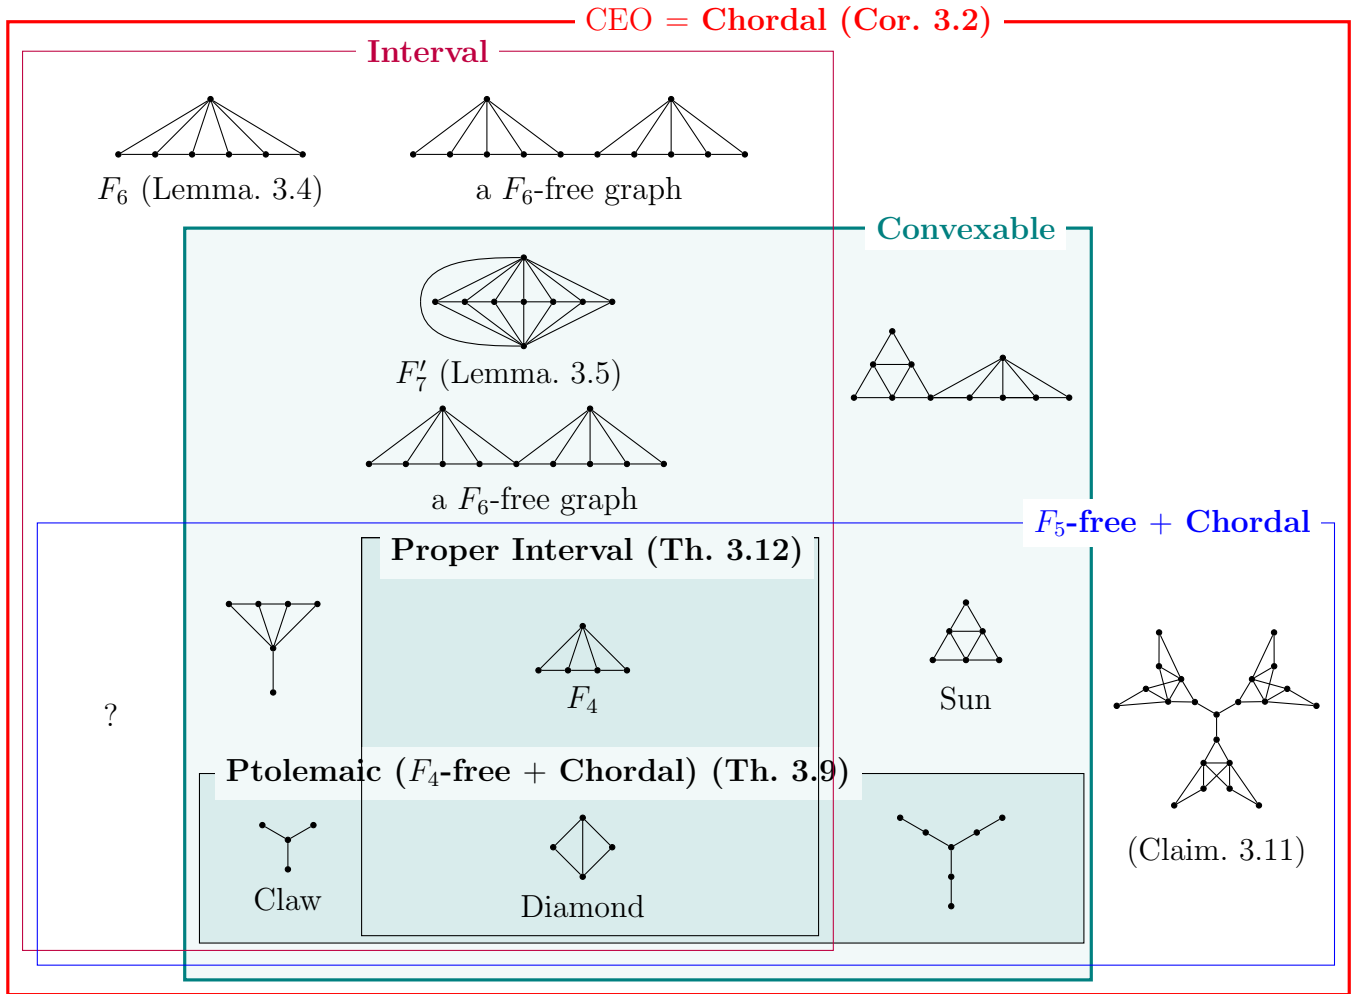 CEO = Chordal (Cor. 3.2)
Interval
F₆ (Lemma. 3.4)
a F₆-free graph
Convexable
F′₇ (Lemma. 3.5)
a F₆-free graph
F₅-free + Chordal
Proper Interval (Th. 3.12)
F₄
Sun
?
Ptolemaic (F₄-free + Chordal) (Th. 3.9)
(Claim. 3.11)
Claw
Diamond